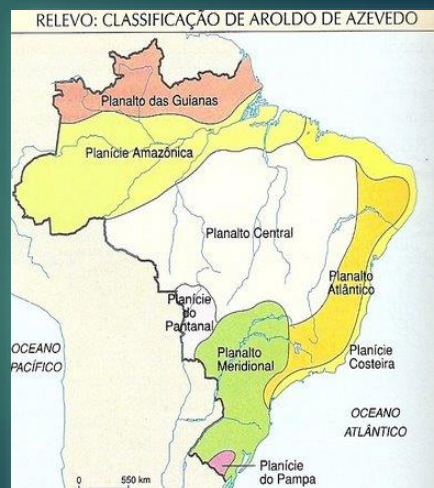 RELEVO: CLASSIFICAÇÃO DE AROLDO DE AZEVEDO
Planalto das Guianas
Planície Amazônica
Planalto Central
Planalto
Atlântico
Planície
do
Pantanal
Planalto
Meridional
Planície
Costeira
OCEANO
PACÍFICO
OCEANO
ATLÂNTICO
Planície
do Pampa
0 550 km